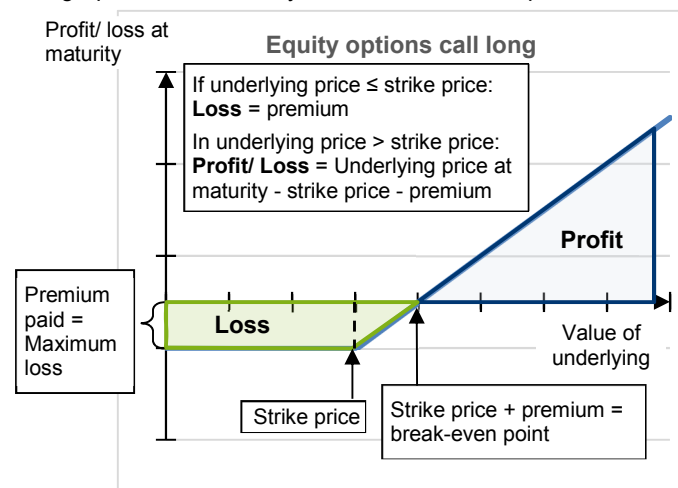 Profit/ loss at
maturity
Equity options call long
If underlying price ≤ strike price:
Loss = premium
In underlying price > strike price:
Profit/ Loss = Underlying price at
maturity - strike price - premium
Profit
Premium
paid =
Maximum
loss
Loss
Value of
underlying
Strike price
Strike price + premium =
break-even point